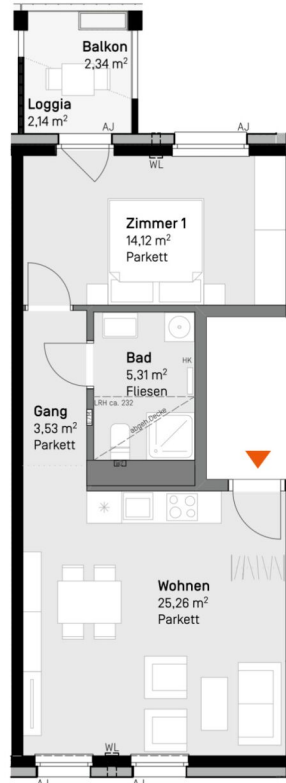 Balkon
2,34 m²
Loggia
2,14 m²
AJ
AJ
WL
Zimmer 1
14,12 m²
Parkett
Bad
5,31 m²
Fliesen
HK
LRH ca. 232
abgeh. Decke
Gang
3,53 m²
Parkett
Wohnen
25,26 m²
Parkett
WL
AJ
AJ